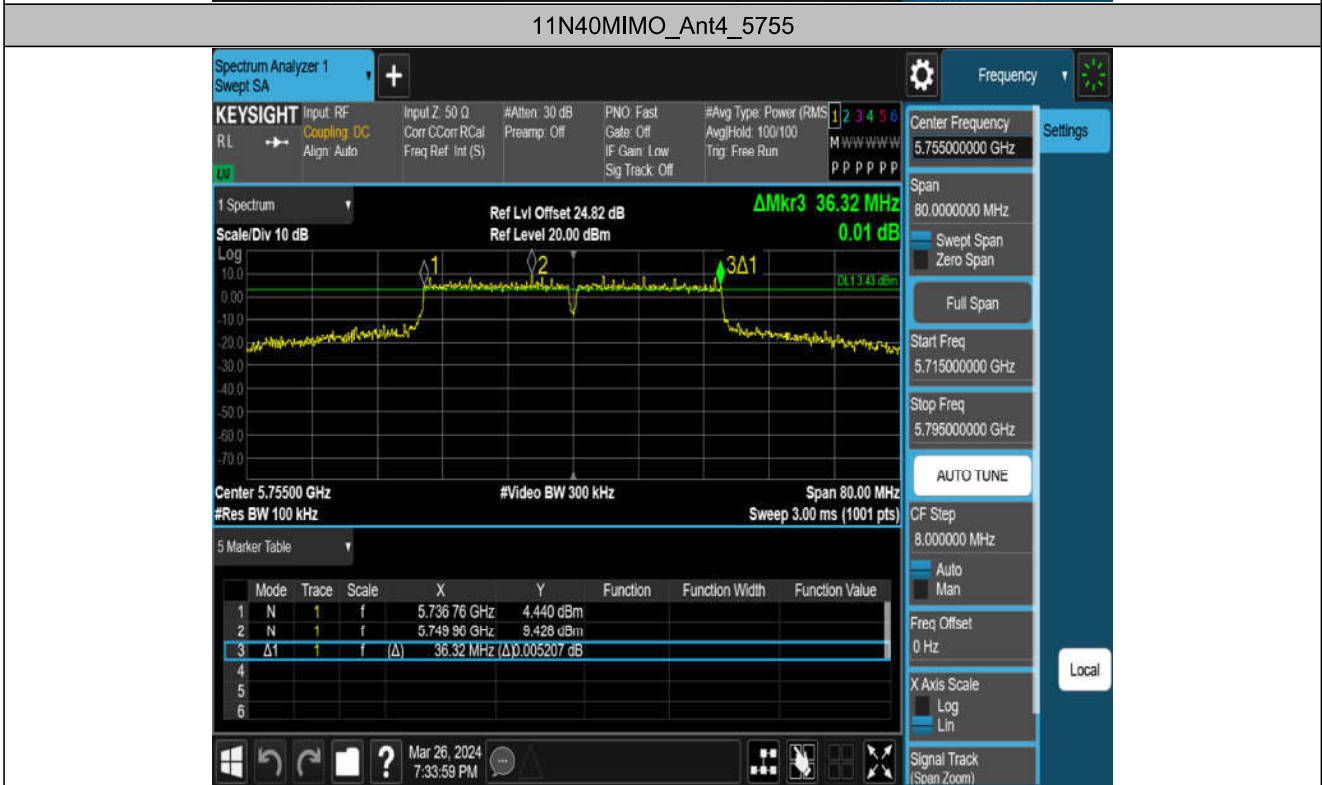 11N40MIMO_Ant4_5755
Spectrum Analyzer 1
Swept SA
+
Frequency
KEYSIGHT Input: RF
Coupling: DC
Align: Auto
RL
LXI
Input Z: 50 Ω
Corr CCorr RCal
Freq Ref: Int (S)
#Atten: 30 dB
Preamp: Off
PNO: Fast
Gate: Off
IF Gain: Low
Sig Track: Off
#Avg Type: Power (RMS
Avg|Hold: 100/100
Trig: Free Run
1 2 3 4 5 6
M W W W W W
P P P P P P
Center Frequency
5.755000000 GHz
Settings
Span
80.0000000 MHz
Swept Span
Zero Span
Full Span
Start Freq
5.715000000 GHz
Stop Freq
5.795000000 GHz
AUTO TUNE
CF Step
8.000000 MHz
Auto
Man
Freq Offset
0 Hz
X Axis Scale
Log
Lin
Signal Track
(Span Zoom)
Local
1 Spectrum
Scale/Div 10 dB
Log
Ref Lvl Offset 24.82 dB
Ref Level 20.00 dBm
ΔMkr3 36.32 MHz
0.01 dB
1
2
3Δ1
DL1 3.43 dBm
10.0
0.00
-10.0
-20.0
-30.0
-40.0
-50.0
-60.0
-70.0
Center 5.75500 GHz
#Video BW 300 kHz
Span 80.00 MHz
#Res BW 100 kHz
Sweep 3.00 ms (1001 pts)
5 Marker Table
Mode Trace Scale X Y Function Function Width Function Value
1 N 1 f 5.736 76 GHz 4.440 dBm
2 N 1 f 5.749 96 GHz 9.428 dBm
3 Δ1 1 f (Δ) 36.32 MHz (Δ)0.005207 dB
4
5
6
?
Mar 26, 2024
7:33:59 PM